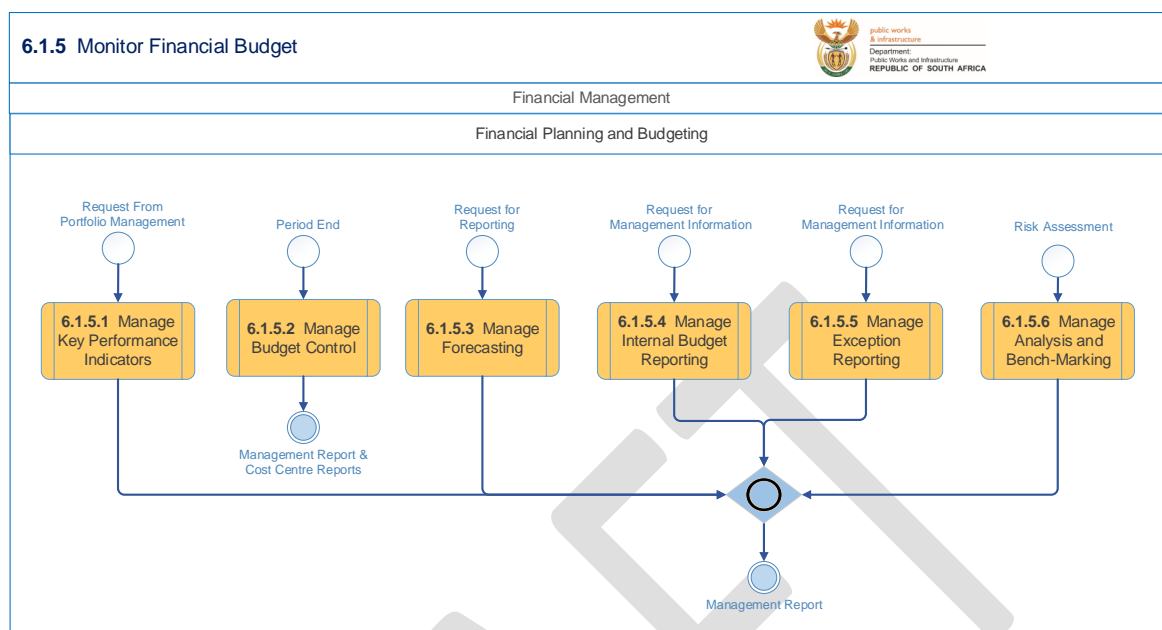 6.1.5 Monitor Financial Budget
public works
& infrastructure
Department:
Public Works and Infrastructure
REPUBLIC OF SOUTH AFRICA
Financial Management
Financial Planning and Budgeting
Request From
Portfolio Management
Period End
Request for
Reporting
Request for
Management Information
Request for
Management Information
Risk Assessment
6.1.5.1 Manage
Key Performance
Indicators
6.1.5.2 Manage
Budget Control
6.1.5.3 Manage
Forecasting
6.1.5.4 Manage
Internal Budget
Reporting
6.1.5.5 Manage
Exception
Reporting
6.1.5.6 Manage
Analysis and
Bench-Marking
Management Report &
Cost Centre Reports
Management Report